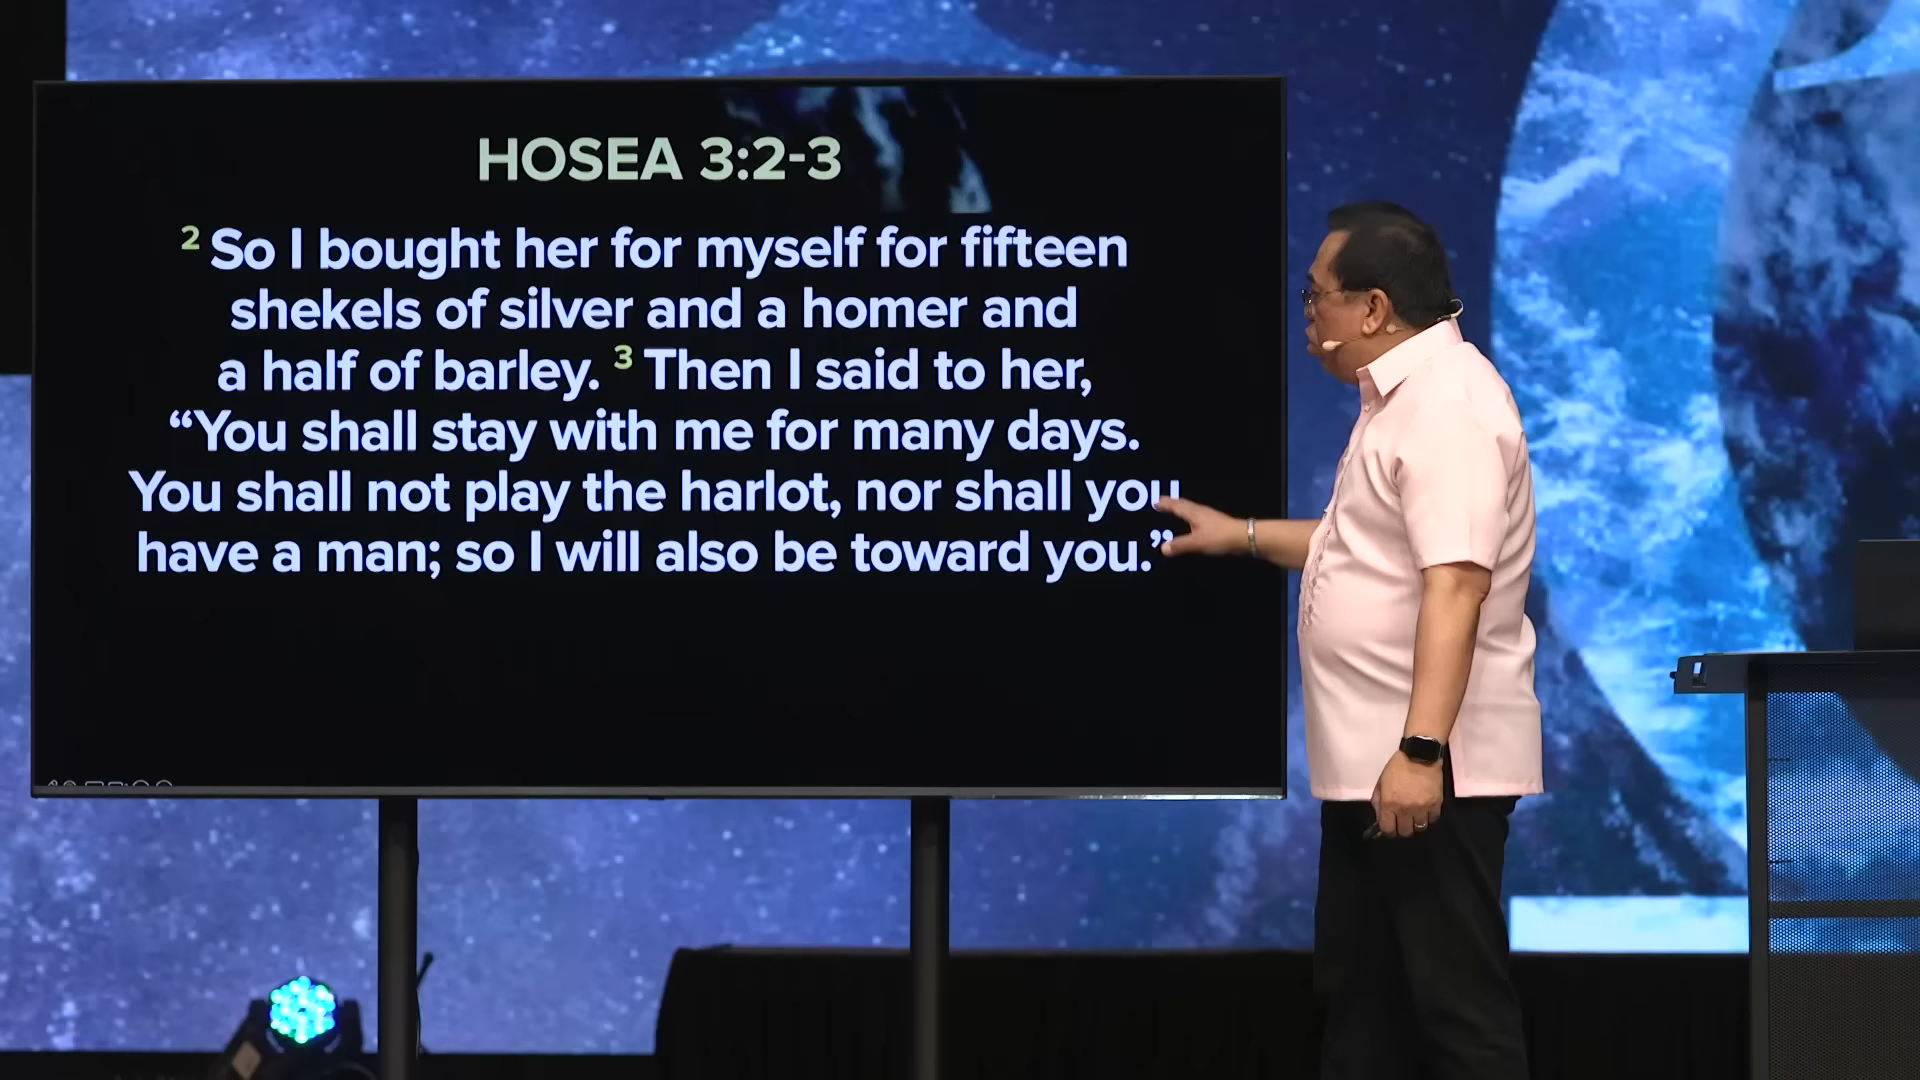 HOSEA 3:2-3
2 So I bought her for myself for fifteen
shekels of silver and a homer and
a half of barley. 3 Then I said to her,
“You shall stay with me for many days.
You shall not play the harlot, nor shall you
have a man; so I will also be toward you.”